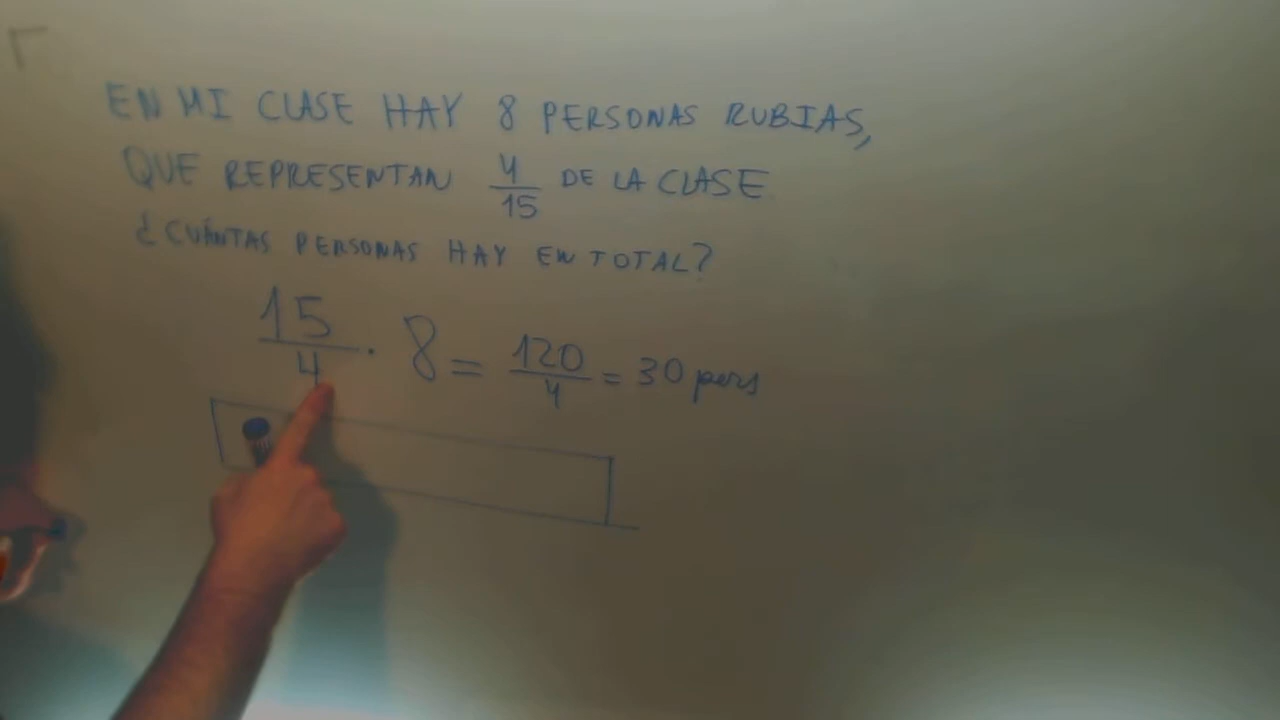 EN MI CLASE HAY 8 PERSONAS RUBIAS,
QUE REPRESENTAN 4/15 DE LA CLASE
¿CUÁNTAS PERSONAS HAY EN TOTAL?
15/4 · 8 = 120/4 = 30 pers